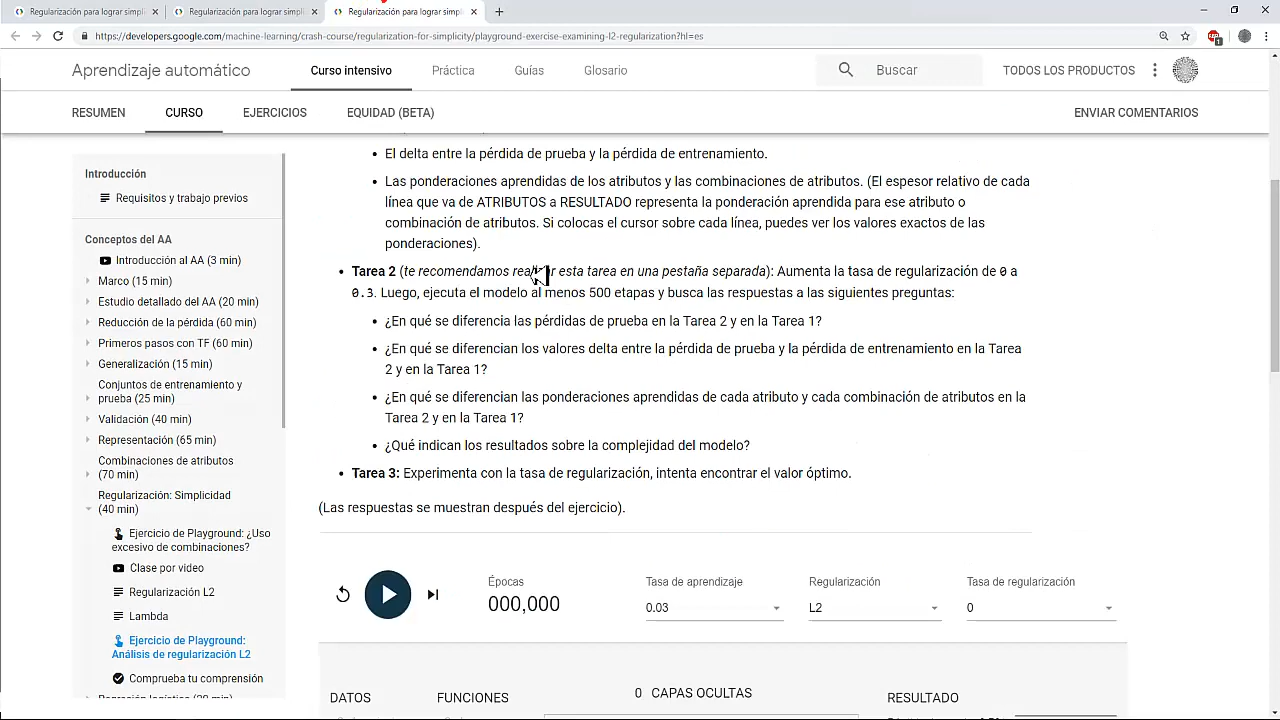 Regularización para lograr simpli
Regularización para lograr simplici
Regularización para lograr simpli
https://developers.google.com/machine-learning/crash-course/regularization-for-simplicity/playground-exercise-examining-l2-regularization?hl=es
Aprendizaje automático
Curso intensivo
Práctica
Guías
Glosario
Buscar
TODOS LOS PRODUCTOS
RESUMEN
CURSO
EJERCICIOS
EQUIDAD (BETA)
ENVIAR COMENTARIOS
Introducción
Requisitos y trabajo previos
Conceptos del AA
Introducción al AA (3 min)
Marco (15 min)
Estudio detallado del AA (20 min)
Reducción de la pérdida (60 min)
Primeros pasos con TF (60 min)
Generalización (15 min)
Conjuntos de entrenamiento y
prueba (25 min)
Validación (40 min)
Representación (65 min)
Combinaciones de atributos
(70 min)
Regularización: Simplicidad
(40 min)
Ejercicio de Playground: ¿Uso
excesivo de combinaciones?
Clase por video
Regularización L2
Lambda
Ejercicio de Playground:
Análisis de regularización L2
Comprueba tu comprensión
• El delta entre la pérdida de prueba y la pérdida de entrenamiento.
• Las ponderaciones aprendidas de los atributos y las combinaciones de atributos. (El espesor relativo de cada
línea que va de ATRIBUTOS a RESULTADO representa la ponderación aprendida para ese atributo o
combinación de atributos. Si colocas el cursor sobre cada línea, puedes ver los valores exactos de las
ponderaciones).
• Tarea 2 (te recomendamos realizar esta tarea en una pestaña separada): Aumenta la tasa de regularización de 0 a
0.3. Luego, ejecuta el modelo al menos 500 etapas y busca las respuestas a las siguientes preguntas:
• ¿En qué se diferencia las pérdidas de prueba en la Tarea 2 y en la Tarea 1?
• ¿En qué se diferencian los valores delta entre la pérdida de prueba y la pérdida de entrenamiento en la Tarea
2 y en la Tarea 1?
• ¿En qué se diferencian las ponderaciones aprendidas de cada atributo y cada combinación de atributos en la
Tarea 2 y en la Tarea 1?
• ¿Qué indican los resultados sobre la complejidad del modelo?
• Tarea 3: Experimenta con la tasa de regularización, intenta encontrar el valor óptimo.
(Las respuestas se muestran después del ejercicio).
Épocas
000,000
Tasa de aprendizaje
0.03
Regularización
L2
Tasa de regularización
0
DATOS
FUNCIONES
0 CAPAS OCULTAS
RESULTADO